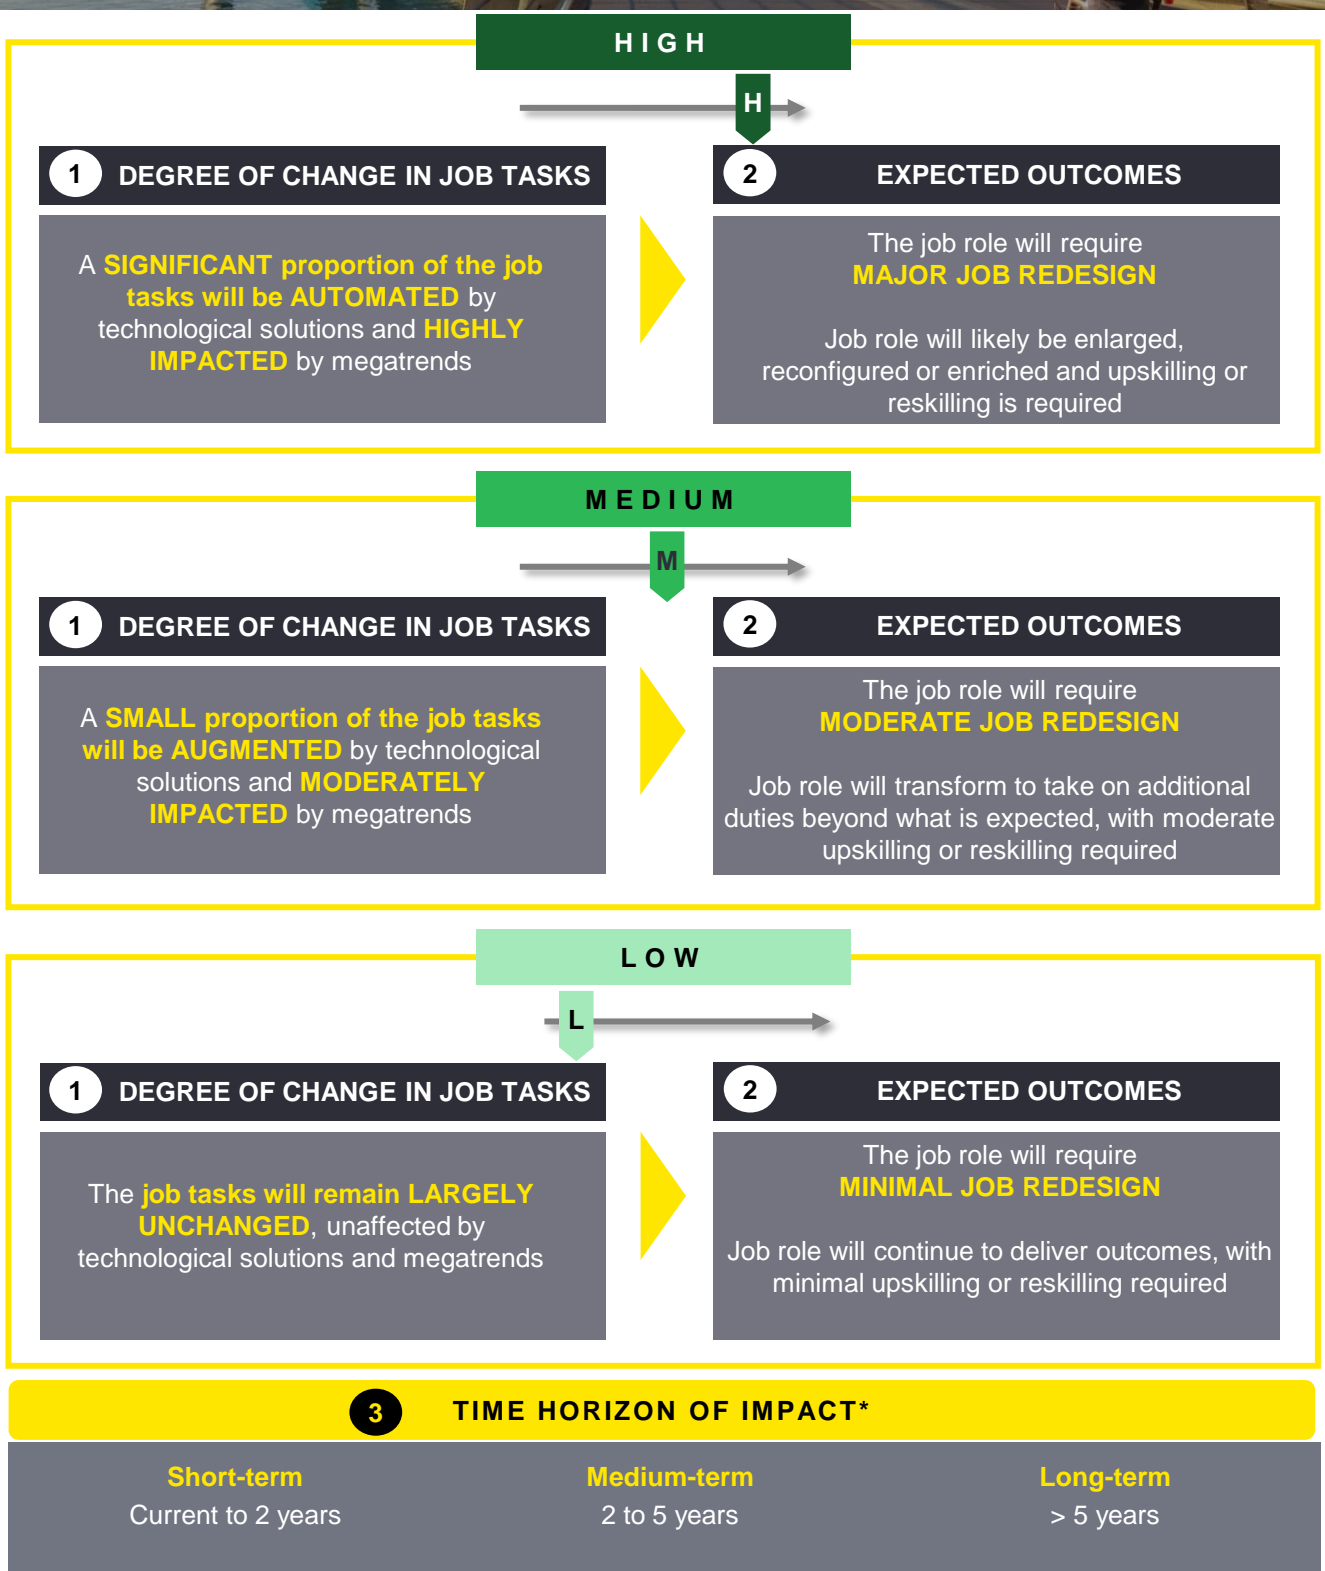 HIGH
H
1 DEGREE OF CHANGE IN JOB TASKS
A SIGNIFICANT proportion of the job
tasks will be AUTOMATED by
technological solutions and HIGHLY
IMPACTED by megatrends
2 EXPECTED OUTCOMES
The job role will require
MAJOR JOB REDESIGN
Job role will likely be enlarged,
reconfigured or enriched and upskilling or
reskilling is required
MEDIUM
M
1 DEGREE OF CHANGE IN JOB TASKS
A SMALL proportion of the job tasks
will be AUGMENTED by technological
solutions and MODERATELY
IMPACTED by megatrends
2 EXPECTED OUTCOMES
The job role will require
MODERATE JOB REDESIGN
Job role will transform to take on additional
duties beyond what is expected, with moderate
upskilling or reskilling required
LOW
L
1 DEGREE OF CHANGE IN JOB TASKS
The job tasks will remain LARGELY
UNCHANGED, unaffected by
technological solutions and megatrends
2 EXPECTED OUTCOMES
The job role will require
MINIMAL JOB REDESIGN
Job role will continue to deliver outcomes, with
minimal upskilling or reskilling required
3 TIME HORIZON OF IMPACT*
Short-term
Current to 2 years
Medium-term
2 to 5 years
Long-term
> 5 years